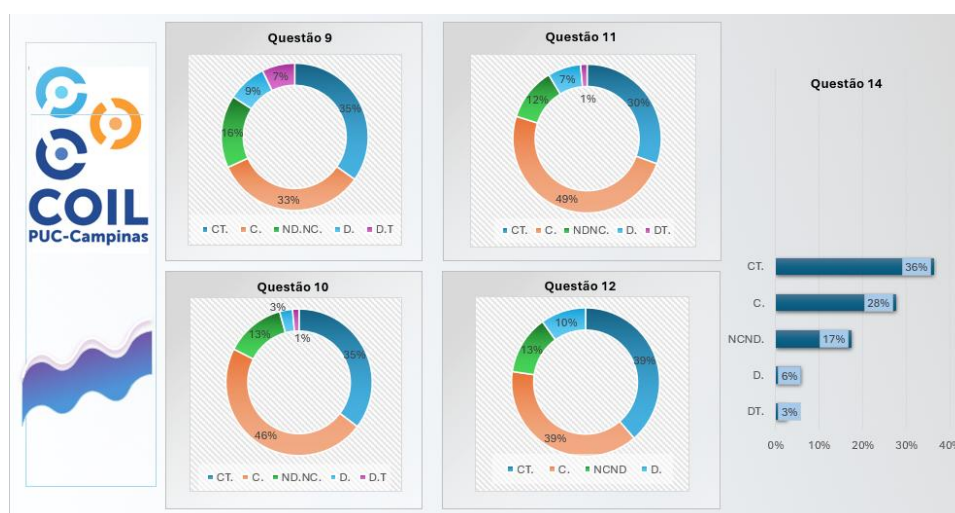 COIL
PUC-Campinas
Questão 9
35%
33%
16%
9%
7%
CT. C. ND.NC. D. D.T
Questão 11
30%
49%
12%
7%
1%
CT. C. NDNC. D. DT.
Questão 10
35%
46%
13%
3%
1%
CT. C. ND.NC. D. D.T
Questão 12
39%
39%
13%
10%
CT. C. NCND D.
Questão 14
CT. 36%
C. 28%
NCND. 17%
D. 6%
DT. 3%
0% 10% 20% 30% 40%